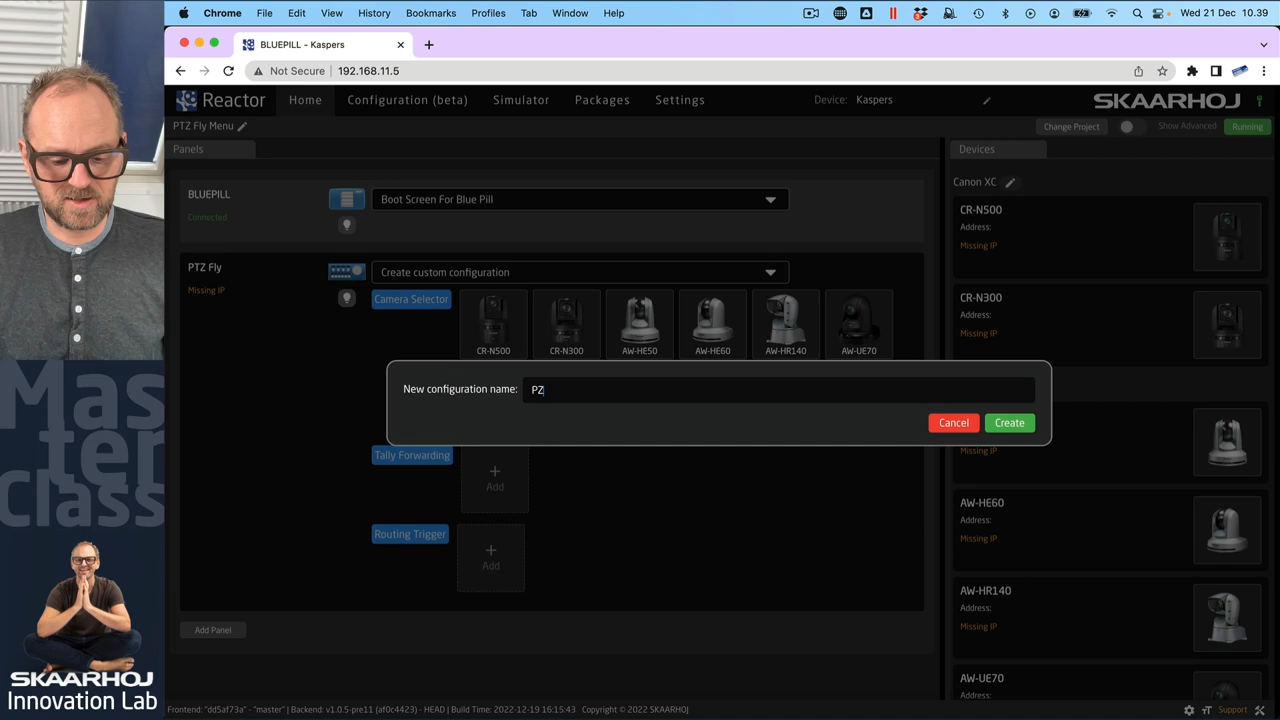 Chrome File Edit View History Bookmarks Profiles Tab Window Help Wed 21 Dec 10.39
BLUEPILL - Kaspers
Not Secure 192.168.11.5
Reactor Home Configuration (beta) Simulator Packages Settings Device: Kaspers SKAARHOJ
PTZ Fly Menu Change Project Show Advanced Running
Panels Devices
Canon XC
BLUEPILL Boot Screen For Blue Pill
Connected
CR-N500
Address:
Missing IP
PTZ Fly Create custom configuration
Missing IP
Camera Selector
CR-N500 CR-N300 AW-HE50 AW-HE60 AW-HR140 AW-UE70
CR-N300
Address:
Missing IP
New configuration name: PZ
Cancel Create
Tally Forwarding Add
Routing Trigger Add
Add Panel
Missing IP
AW-HE60
Address:
Missing IP
AW-HR140
Address:
Missing IP
AW-UE70
Address:
Frontend: "dd5af73a" - "master" | Backend: v1.0.5-pre11 (af0c4423) - HEAD | Build Time: 2022-12-19 16:15:43 Copyright © 2022 SKAARHOJ Support
Mas
ter
Class
SKAARHOJ
Innovation Lab